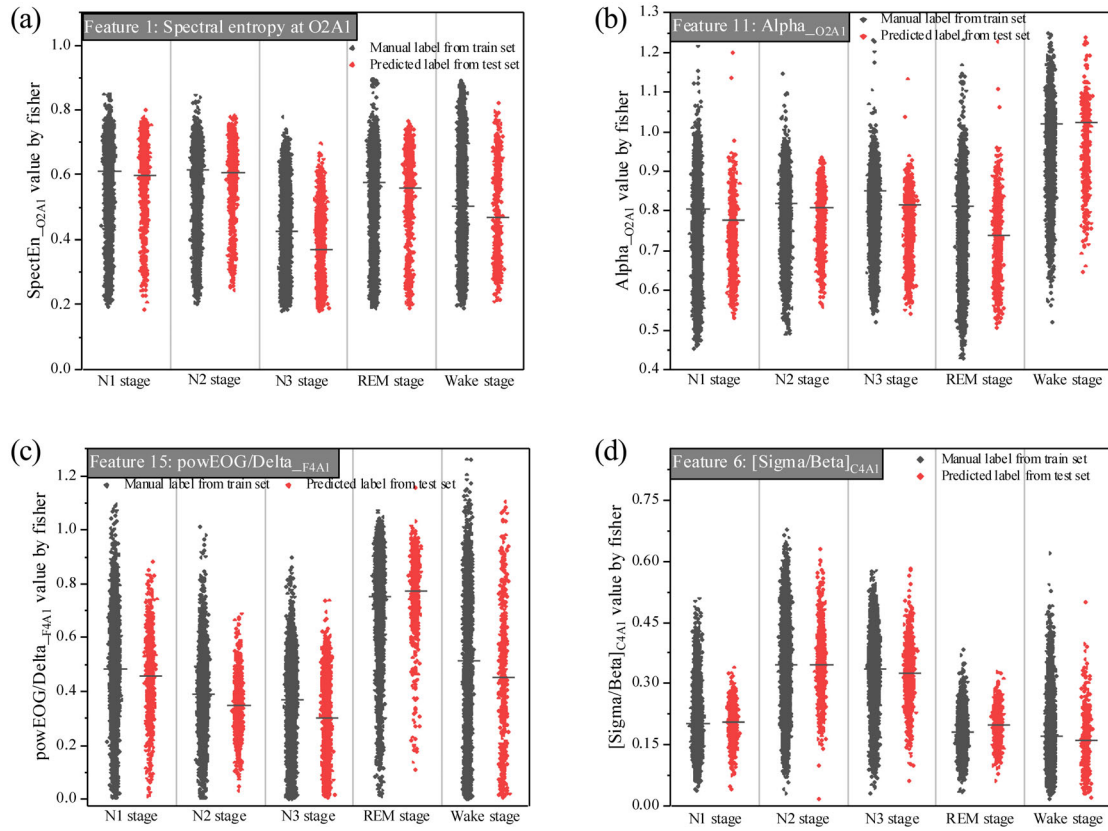 (a)
Feature 1: Spectral entropy at O2A1
Manual label from train set
Predicted label from test set
SpectEn_O2A1 value by fisher
1.0
0.8
0.6
0.4
0.2
0.0
N1 stage
N2 stage
N3 stage
REM stage
Wake stage
(b)
Feature 11: Alpha_O2A1
Manual label from train set
Predicted label from test set
Alpha_O2A1 value by fisher
1.3
1.2
1.1
1.0
0.9
0.8
0.7
0.6
0.5
0.4
N1 stage
N2 stage
N3 stage
REM stage
Wake stage
(c)
Feature 15: powEOG/Delta_F4A1
Manual label from train set
Predicted label from test set
powEOG/Delta_F4A1 value by fisher
1.2
1.0
0.8
0.6
0.4
0.2
0.0
N1 stage
N2 stage
N3 stage
REM stage
Wake stage
(d)
Feature 6: [Sigma/Beta]C4A1
Manual label from train set
Predicted label from test set
[Sigma/Beta]C4A1 value by fisher
0.75
0.60
0.45
0.30
0.15
0.00
N1 stage
N2 stage
N3 stage
REM stage
Wake stage